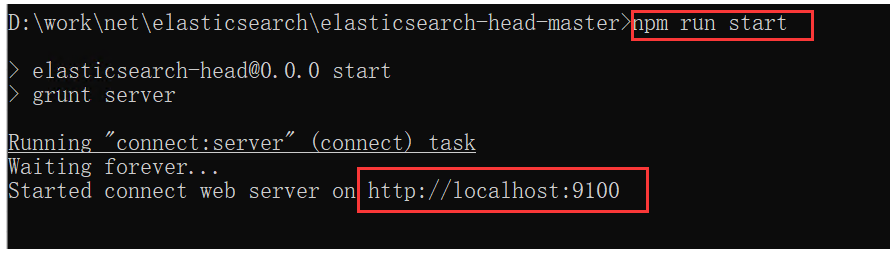 D:\work\net\elasticsearch\elasticsearch-head-master>npm run start
> elasticsearch-head@0.0.0 start
> grunt server
Running "connect:server" (connect) task
Waiting forever...
Started connect web server on http://localhost:9100